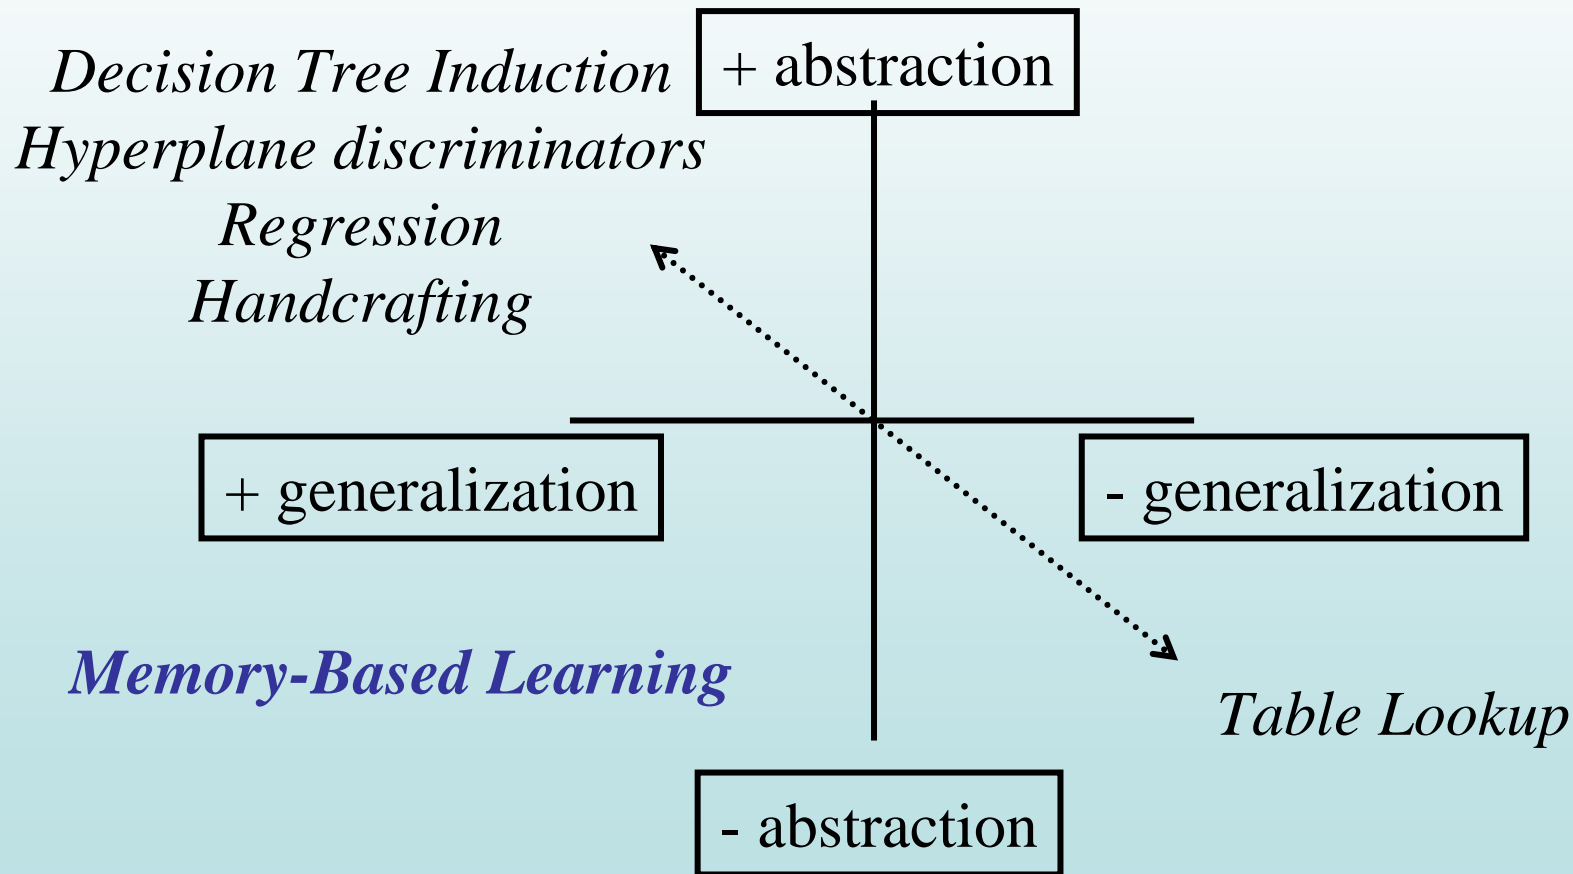 + abstraction
Decision Tree Induction
Hyperplane discriminators
Regression
Handcrafting
+ generalization
- generalization
Memory-Based Learning
Table Lookup
- abstraction